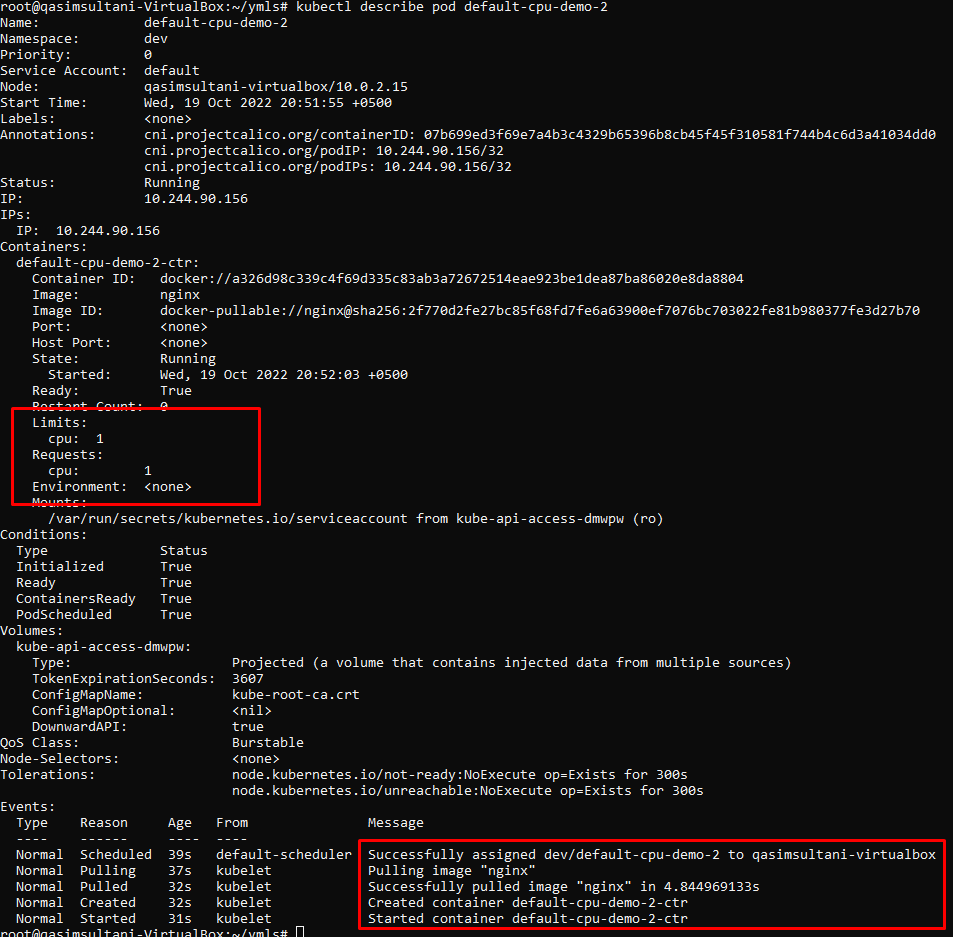 root@qasimsultani-VirtualBox:~/ymls# kubectl describe pod default-cpu-demo-2
Name:             default-cpu-demo-2
Namespace:        dev
Priority:         0
Service Account:  default
Node:             qasimsultani-virtualbox/10.0.2.15
Start Time:       Wed, 19 Oct 2022 20:51:55 +0500
Labels:           <none>
Annotations:      cni.projectcalico.org/containerID: 07b699ed3f69e7a4b3c4329b65396b8cb45f45f310581f744b4c6d3a41034dd0
                  cni.projectcalico.org/podIP: 10.244.90.156/32
                  cni.projectcalico.org/podIPs: 10.244.90.156/32
Status:           Running
IP:               10.244.90.156
IPs:
  IP:  10.244.90.156
Containers:
  default-cpu-demo-2-ctr:
    Container ID:   docker://a326d98c339c4f69d335c83ab3a72672514eae923be1dea87ba86020e8da8804
    Image:          nginx
    Image ID:       docker-pullable://nginx@sha256:2f770d2fe27bc85f68fd7fe6a63900ef7076bc703022fe81b980377fe3d27b70
    Port:           <none>
    Host Port:      <none>
    State:          Running
      Started:      Wed, 19 Oct 2022 20:52:03 +0500
    Ready:          True
    Restart Count:  0
    Limits:
      cpu:  1
    Requests:
      cpu:        1
    Environment:  <none>
    Mounts:
      /var/run/secrets/kubernetes.io/serviceaccount from kube-api-access-dmwpw (ro)
Conditions:
  Type              Status
  Initialized       True
  Ready             True
  ContainersReady   True
  PodScheduled      True
Volumes:
  kube-api-access-dmwpw:
    Type:                    Projected (a volume that contains injected data from multiple sources)
    TokenExpirationSeconds:  3607
    ConfigMapName:           kube-root-ca.crt
    ConfigMapOptional:       <nil>
    DownwardAPI:             true
QoS Class:                   Burstable
Node-Selectors:              <none>
Tolerations:                 node.kubernetes.io/not-ready:NoExecute op=Exists for 300s
                             node.kubernetes.io/unreachable:NoExecute op=Exists for 300s
Events:
  Type    Reason     Age   From               Message
  ----    ------     ----  ----
  Normal  Scheduled  39s   default-scheduler  Successfully assigned dev/default-cpu-demo-2 to qasimsultani-virtualbox
  Normal  Pulling    37s   kubelet            Pulling image "nginx"
  Normal  Pulled     32s   kubelet            Successfully pulled image "nginx" in 4.844969133s
  Normal  Created    32s   kubelet            Created container default-cpu-demo-2-ctr
  Normal  Started    31s   kubelet            Started container default-cpu-demo-2-ctr
root@qasimsultani-VirtualBox:~/ymls#